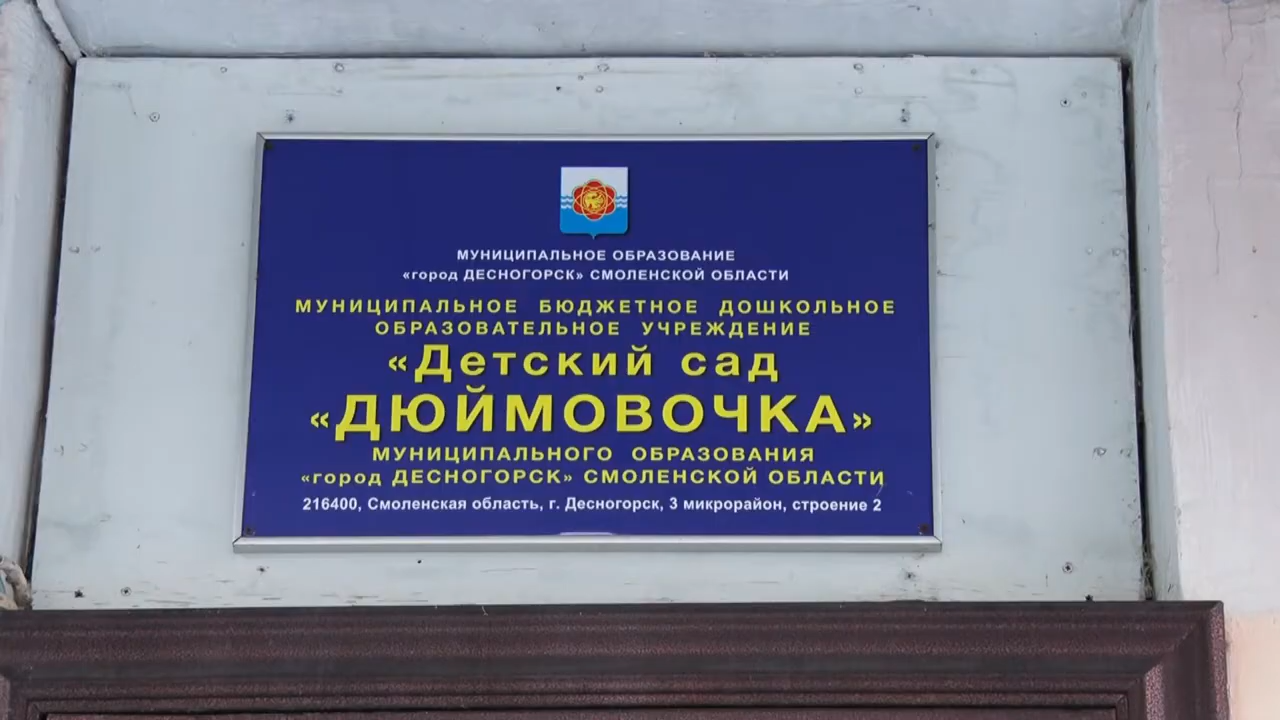 МУНИЦИПАЛЬНОЕ ОБРАЗОВАНИЕ
«город ДЕСНОГОРСК» СМОЛЕНСКОЙ ОБЛАСТИ
МУНИЦИПАЛЬНОЕ БЮДЖЕТНОЕ ДОШКОЛЬНОЕ
ОБРАЗОВАТЕЛЬНОЕ УЧРЕЖДЕНИЕ
«Детский сад
«ДЮЙМОВОЧКА»
МУНИЦИПАЛЬНОГО ОБРАЗОВАНИЯ
«город ДЕСНОГОРСК» СМОЛЕНСКОЙ ОБЛАСТИ
216400, Смоленская область, г. Десногорск, 3 микрорайон, строение 2